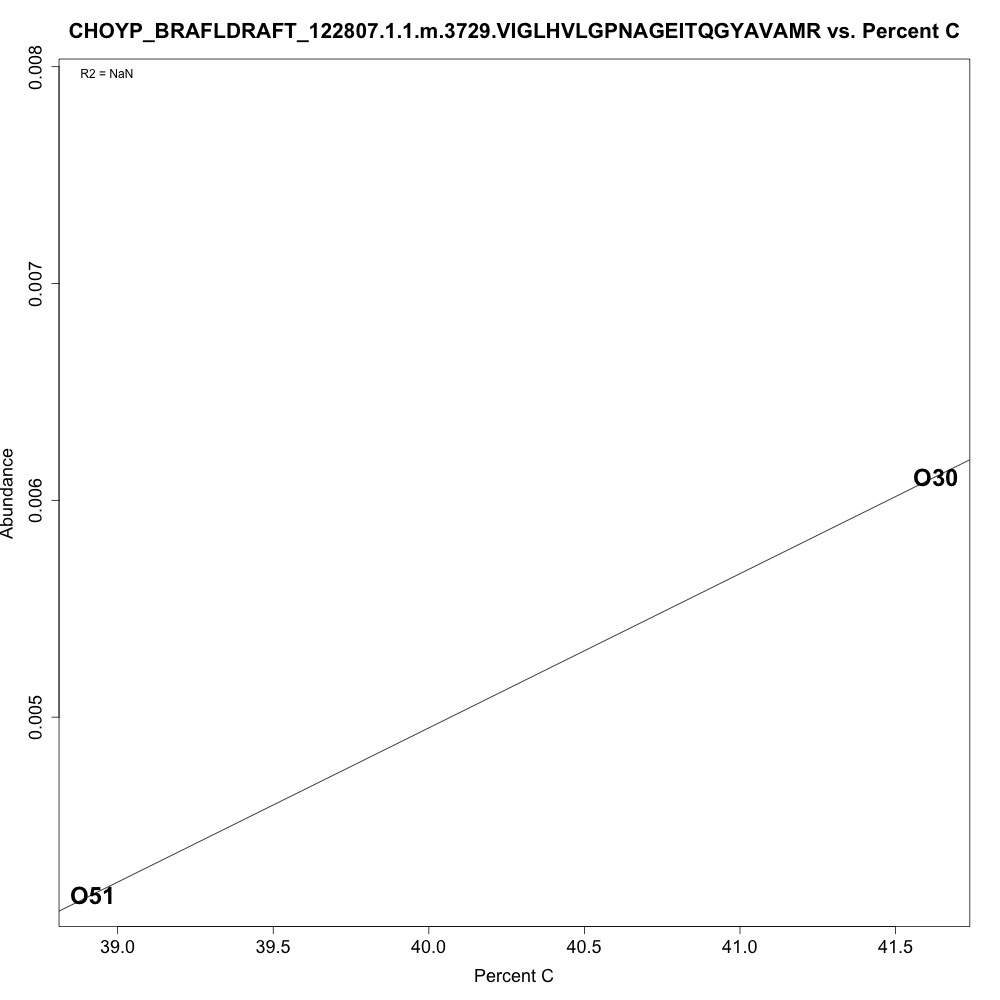 CHOYP_BRAFLDRAFT_122807.1.1.m.3729.VIGLHVLGPNAGEITQGYAVAMR vs. Percent C
R2 = NaN
0.008
0.007
0.006
0.005
Abundance
O30
O51
39.0 39.5 40.0 40.5 41.0 41.5
Percent C